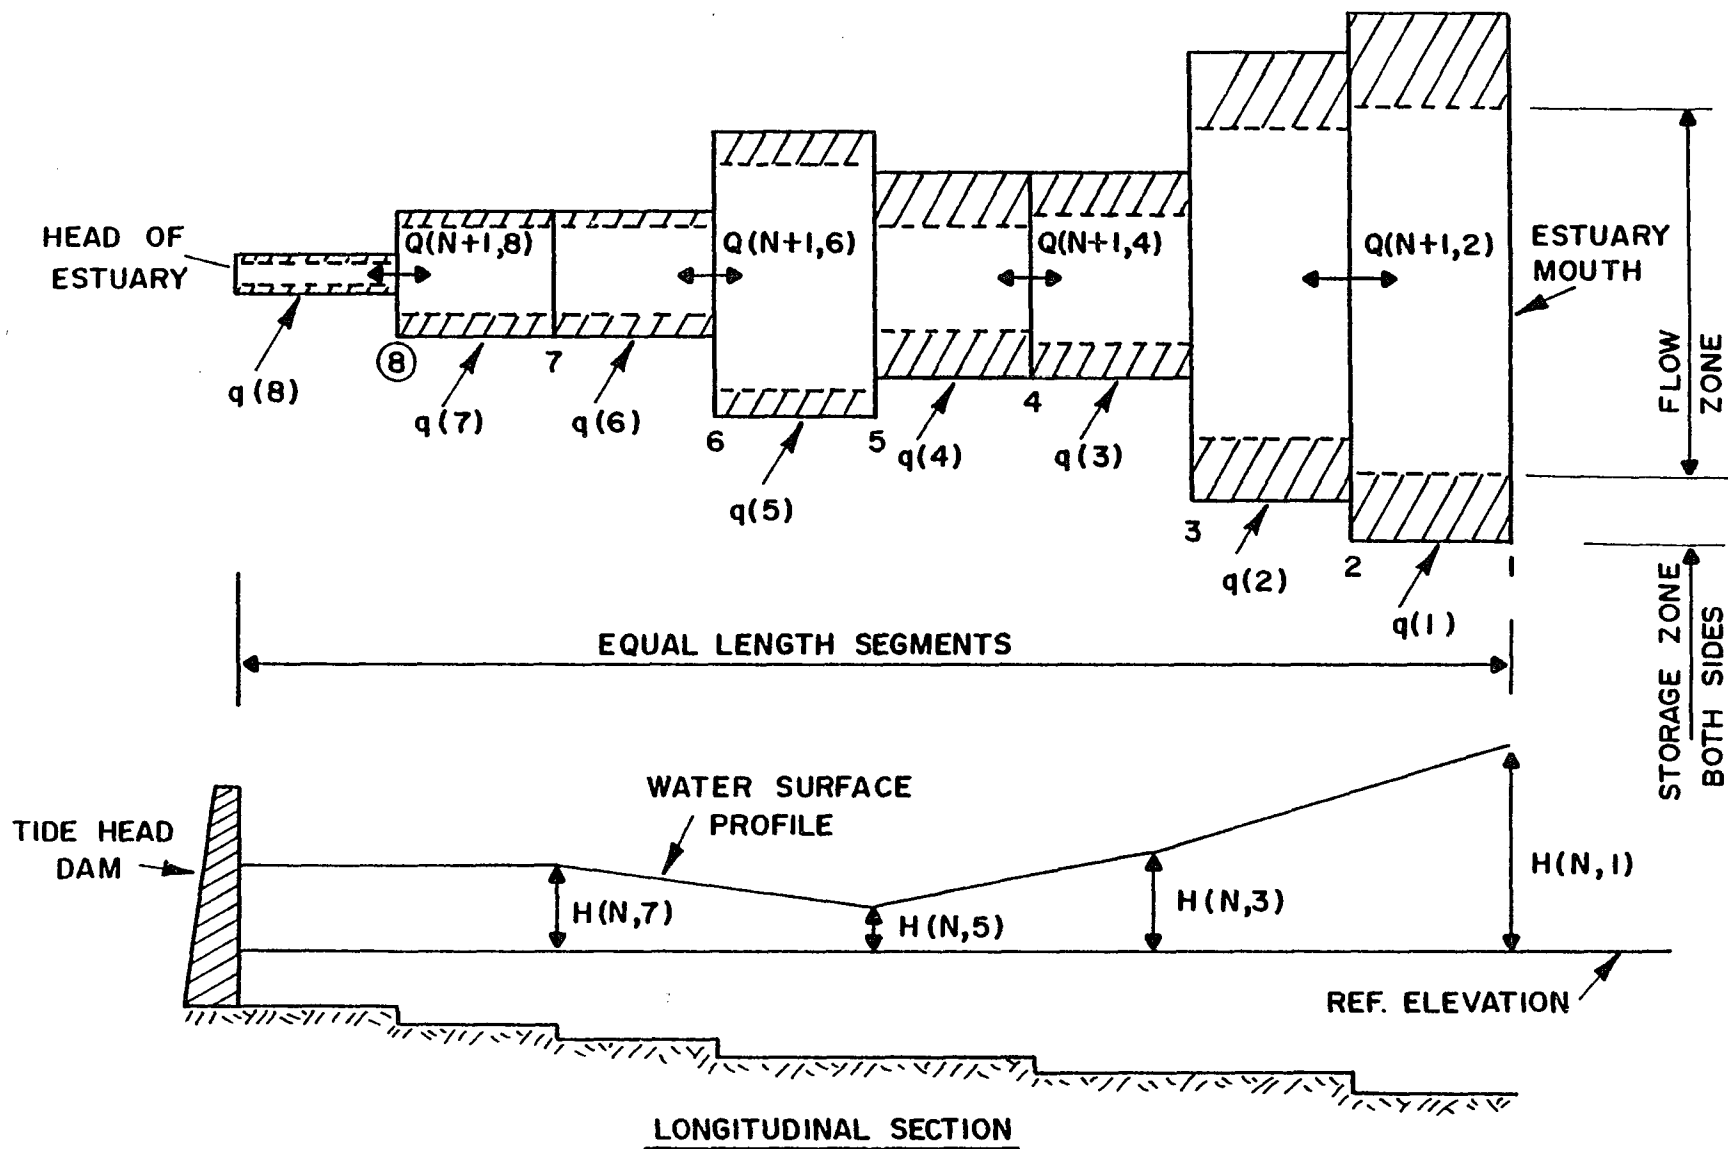 HEAD OF
ESTUARY
Q(N+1,8)
Q(N+1,6)
Q(N+1,4)
Q(N+1,2)
ESTUARY
MOUTH
8
7
6
5
4
3
2
1
q(8)
q(7)
q(6)
q(5)
q(4)
q(3)
q(2)
q(1)
FLOW
ZONE
STORAGE ZONE
BOTH SIDES
EQUAL LENGTH SEGMENTS
WATER SURFACE
PROFILE
TIDE HEAD
DAM
H(N,7)
H(N,5)
H(N,3)
H(N,1)
REF. ELEVATION
LONGITUDINAL SECTION